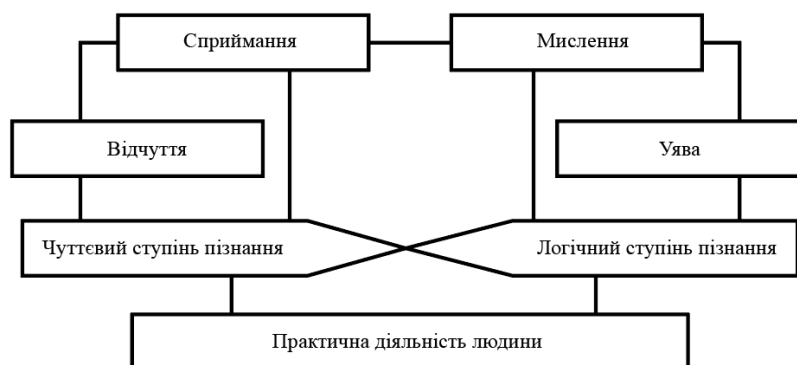 Сприймання
Мислення
Відчуття
Уява
Чуттєвий ступінь пізнання
Логічний ступінь пізнання
Практична діяльність людини